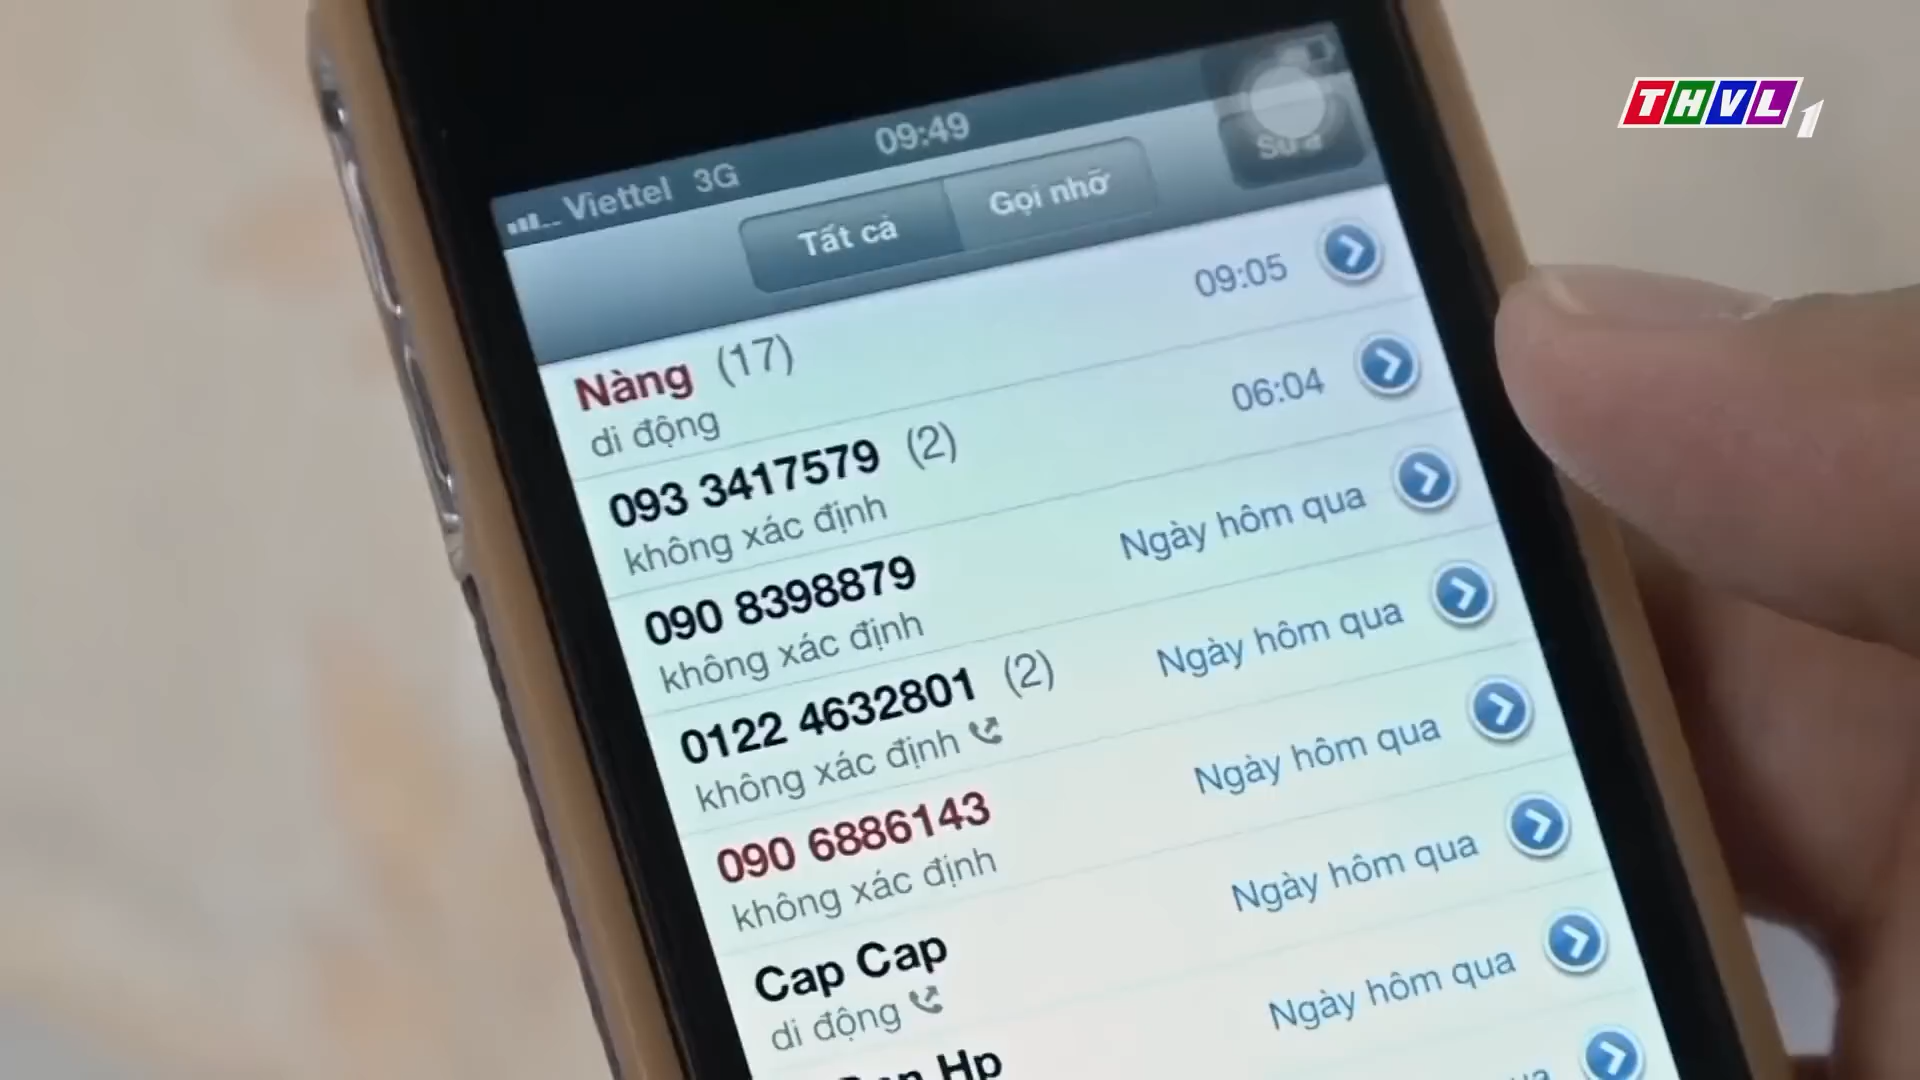 THVL1
Viettel 3G 09:49
Tất cả Gọi nhỡ Sửa
Nàng (17) 09:05
di động
093 3417579 (2) 06:04
không xác định
090 8398879 Ngày hôm qua
không xác định
0122 4632801 (2) Ngày hôm qua
không xác định
090 6886143 Ngày hôm qua
không xác định
Cap Cap Ngày hôm qua
di động
Hp Ngày hôm qua